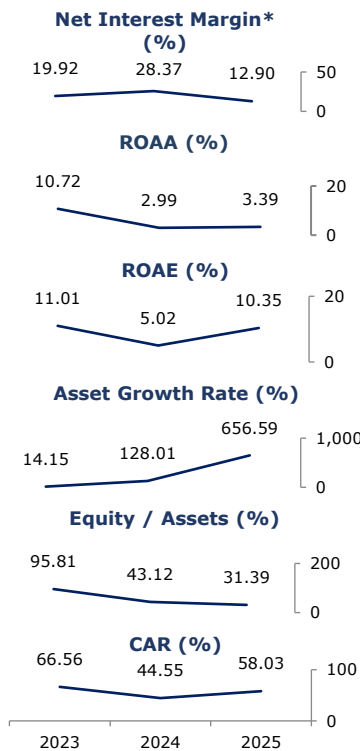 Net Interest Margin*
(%)
19.92 28.37 12.90 50
0
ROAA (%)
10.72 2.99 3.39 20
0
ROAE (%)
11.01 5.02 10.35 20
0
Asset Growth Rate (%)
14.15 128.01 656.59 1,000
0
Equity / Assets (%)
95.81 43.12 31.39 200
0
CAR (%)
66.56 44.55 58.03 100
0
2023 2024 2025